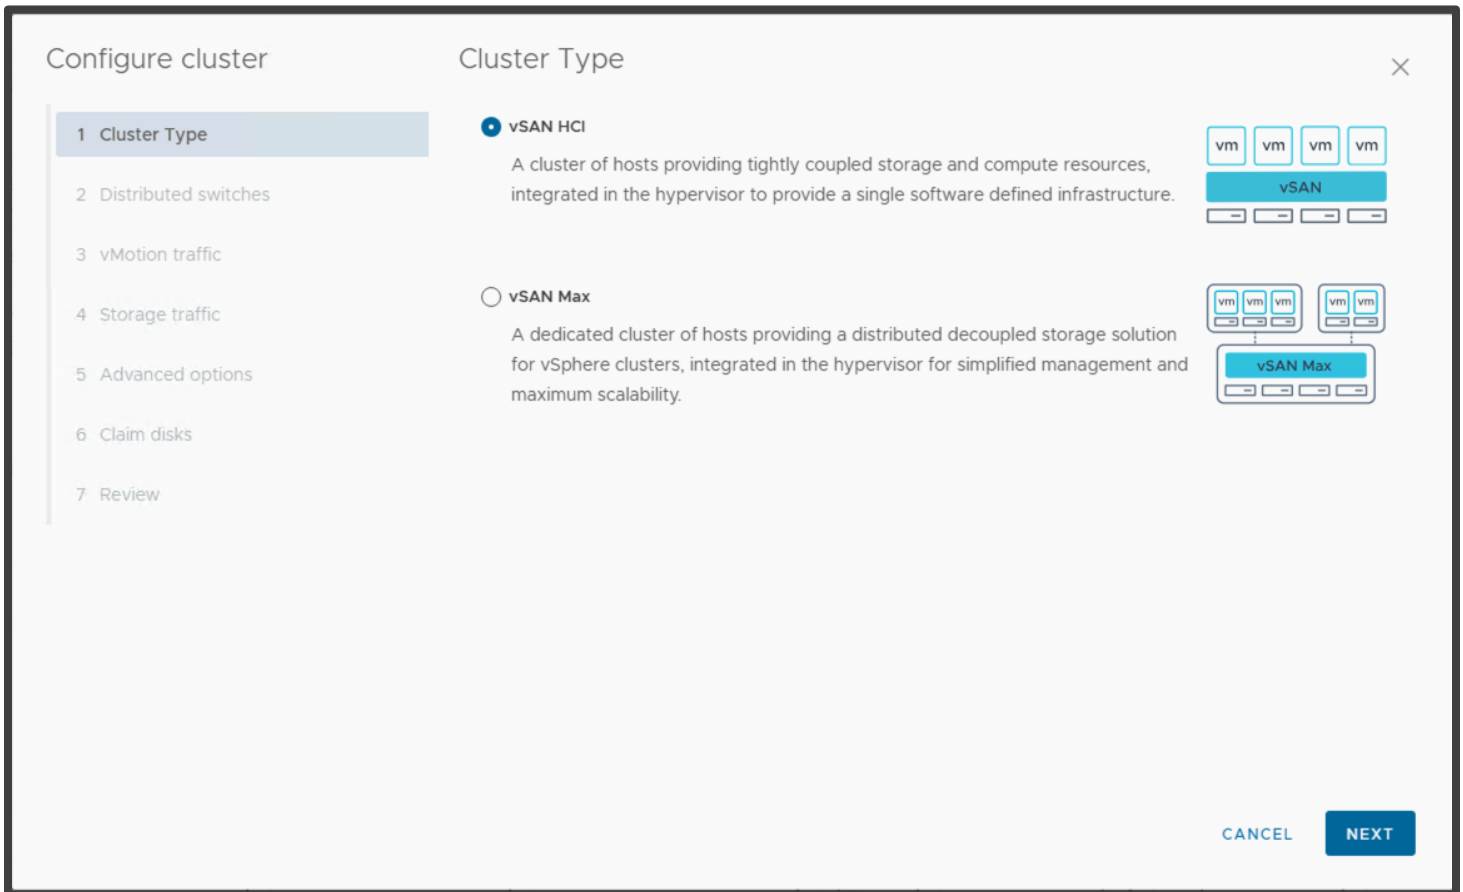 Configure cluster
1 Cluster Type
2 Distributed switches
3 vMotion traffic
4 Storage traffic
5 Advanced options
6 Claim disks
7 Review
Cluster Type
vSAN HCI
A cluster of hosts providing tightly coupled storage and compute resources,
integrated in the hypervisor to provide a single software defined infrastructure.
vm vm vm vm
vSAN
vSAN Max
A dedicated cluster of hosts providing a distributed decoupled storage solution
for vSphere clusters, integrated in the hypervisor for simplified management and
maximum scalability.
vm vm vm vm vm
vSAN Max
CANCEL NEXT